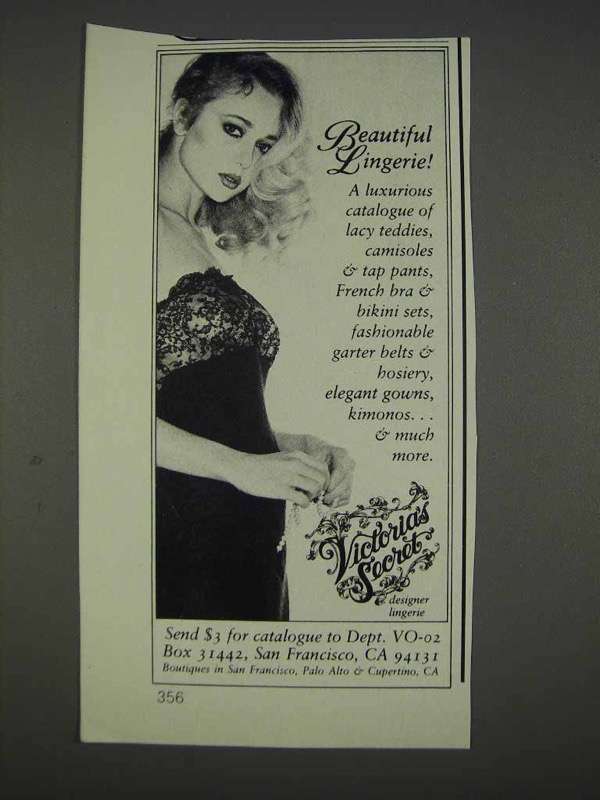 Beautiful
Lingerie!
A luxurious
catalogue of
lacy teddies,
camisoles
& tap pants,
French bra &
bikini sets,
fashionable
garter belts &
hosiery,
elegant gowns,
kimonos. . .
& much
more.
Victoria's
Secret
designer
lingerie
Send $3 for catalogue to Dept. VO-02
Box 31442, San Francisco, CA 94131
Boutiques in San Francisco, Palo Alto & Cupertino, CA
356